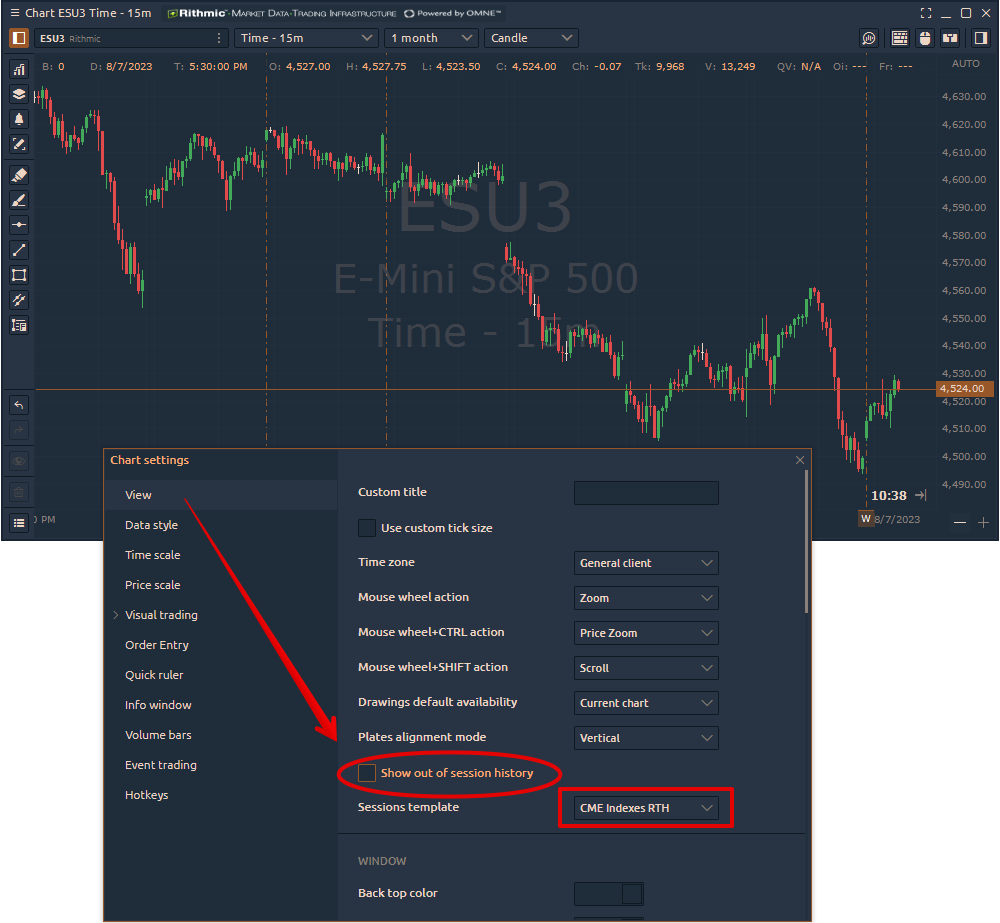 Chart ESU3 Time - 15m Rithmic™-Market Data-Trading Infrastructure Powered by OMNE™
ESU3 Rithmic Time - 15m 1 month Candle
B: 0 D: 8/7/2023 T: 5:30:00 PM O: 4,527.00 H: 4,527.75 L: 4,523.50 C: 4,524.00 Ch: -0.07 Tk: 9,968 V: 13,249 QV: N/A Oi: --- Fr: --- AUTO
4,630.00
4,620.00
4,610.00
4,600.00
4,590.00
4,580.00
4,570.00
4,560.00
4,550.00
4,540.00
4,530.00
4,524.00
4,520.00
4,510.00
4,500.00
4,490.00
ESU3
E-Mini S&P 500
Time - 15m
10:38
0 PM W 8/7/2023
Chart settings
View
Data style
Time scale
Price scale
Visual trading
Order Entry
Quick ruler
Info window
Volume bars
Event trading
Hotkeys
Custom title
Use custom tick size
Time zone General client
Mouse wheel action Zoom
Mouse wheel+CTRL action Price Zoom
Mouse wheel+SHIFT action Scroll
Drawings default availability Current chart
Plates alignment mode Vertical
Show out of session history
Sessions template CME Indexes RTH
WINDOW
Back top color